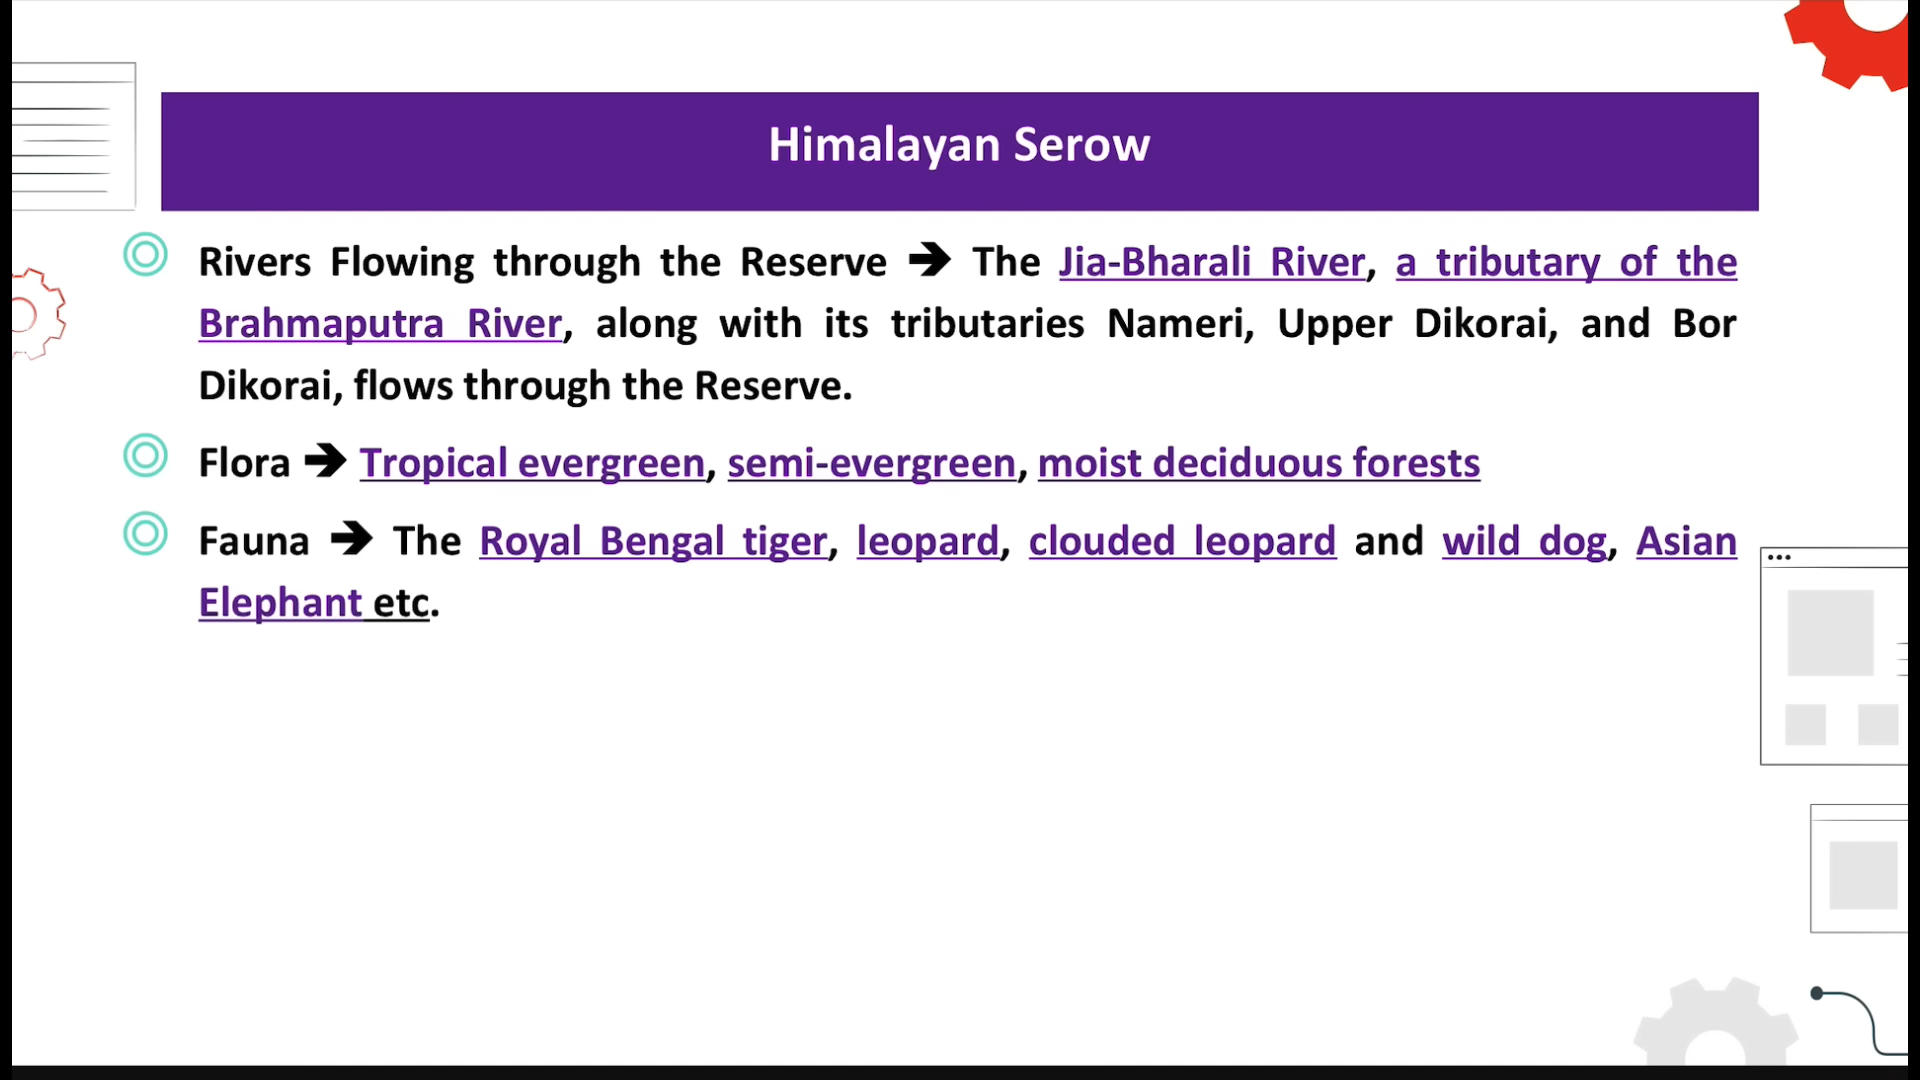 Himalayan Serow
Rivers Flowing through the Reserve ➔ The Jia-Bharali River, a tributary of the
Brahmaputra River, along with its tributaries Nameri, Upper Dikorai, and Bor
Dikorai, flows through the Reserve.
Flora ➔ Tropical evergreen, semi-evergreen, moist deciduous forests
Fauna ➔ The Royal Bengal tiger, leopard, clouded leopard and wild dog, Asian
Elephant etc.